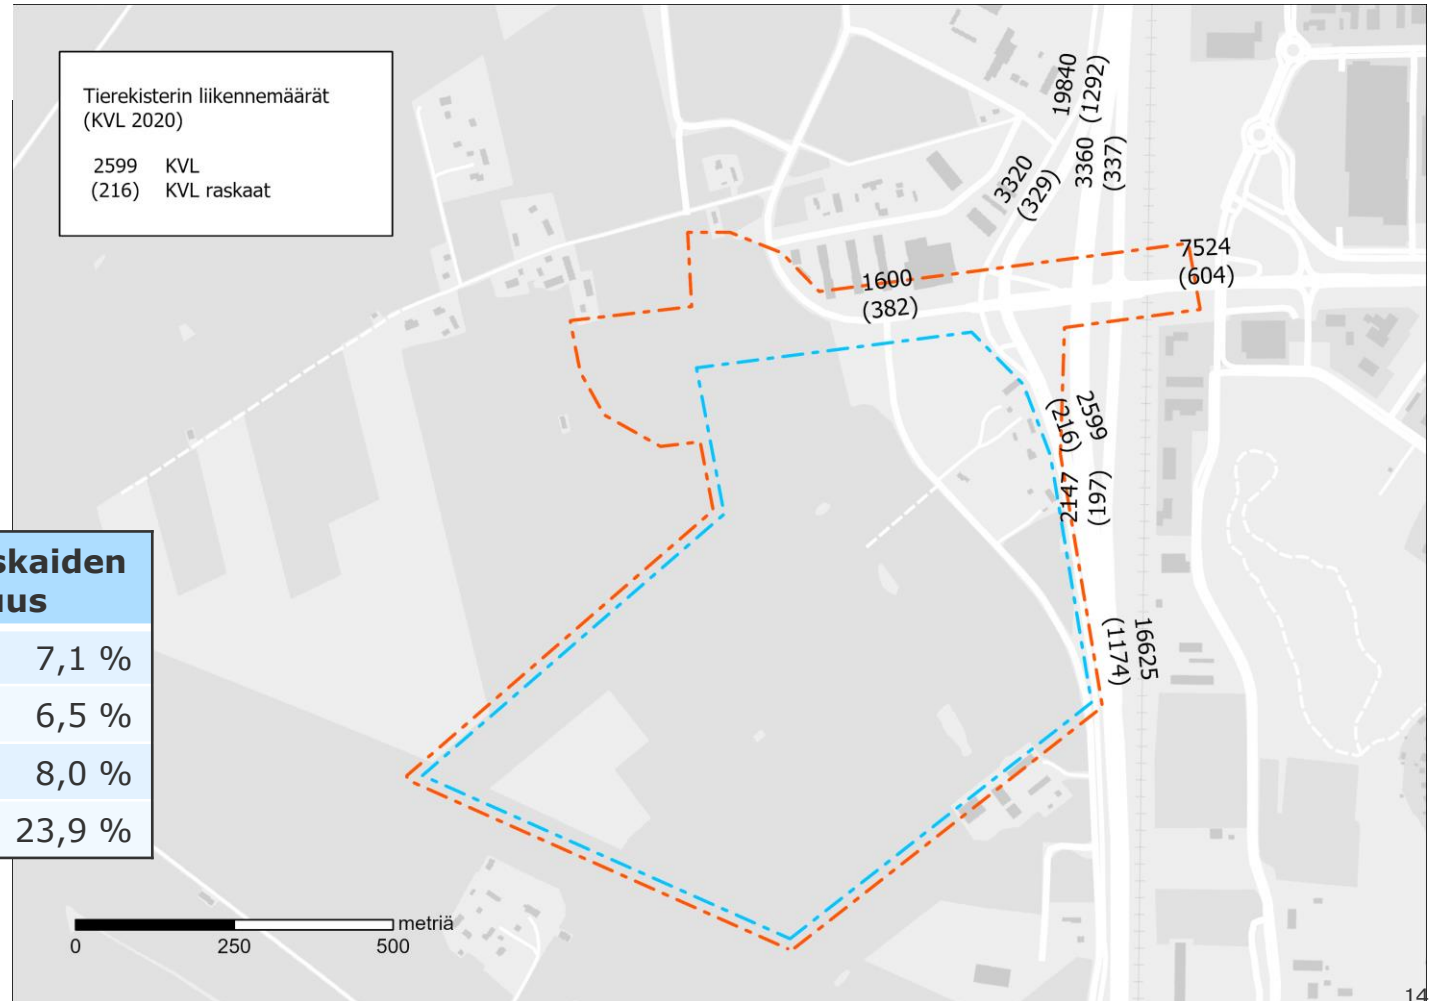 Tierekisterin liikennemäärät
(KVL 2020)
2599 KVL
(216) KVL raskaat
19840
(1292)
3360
(337)
3320
(329)
7524
(604)
1600
(382)
2599
(216)
2147
(197)
16625
(1174)
skaiden
uus
7,1 %
6,5 %
8,0 %
23,9 %
metriä
0 250 500
14